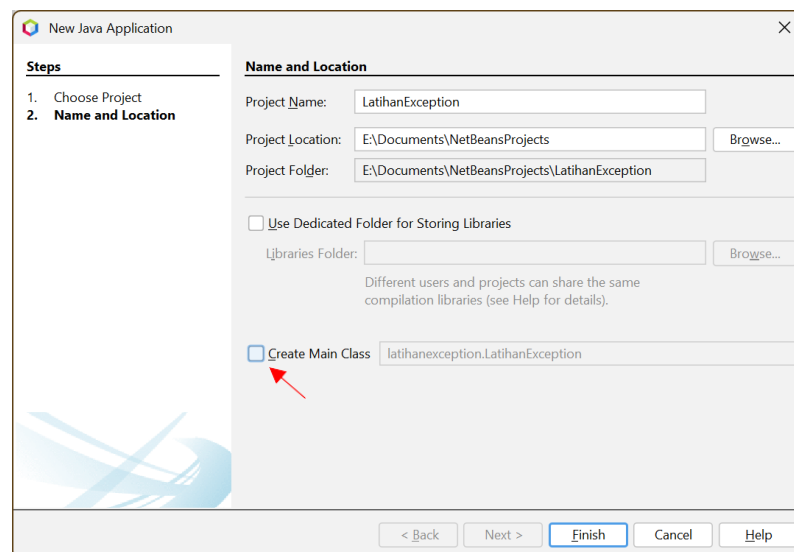 New Java Application
Steps
1. Choose Project
2. Name and Location
Name and Location
Project Name: LatihanException
Project Location: E:\Documents\NetBeansProjects Browse...
Project Folder: E:\Documents\NetBeansProjects\LatihanException
Use Dedicated Folder for Storing Libraries
Libraries Folder: Browse...
Different users and projects can share the same
compilation libraries (see Help for details).
Create Main Class latihanexception.LatihanException
< Back Next > Finish Cancel Help